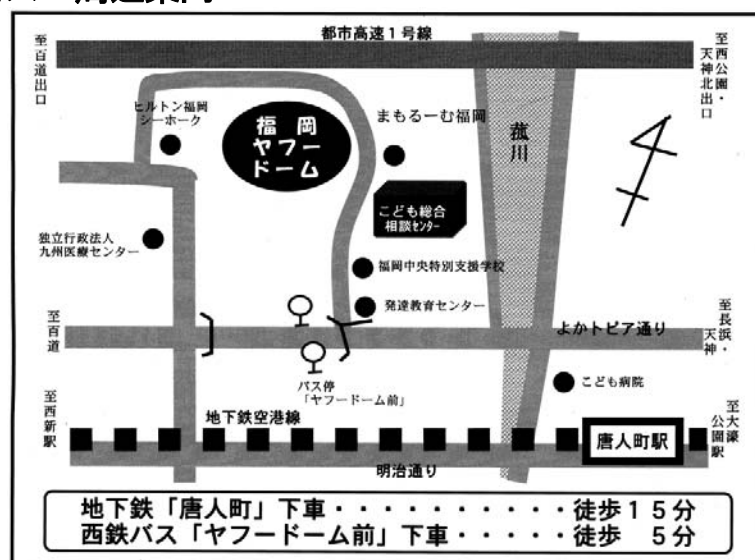 都市高速1号線
至百道出口
至西公園・
天神北出口
ヒルトン福岡
シーホーク
福岡
ヤフー
ドーム
まもるーむ福岡
菰川
こども総合
相談センター
独立行政法人
九州医療センター
福岡中央特別支援学校
発達教育センター
至百道
よかトピア通り
至長浜・
天神
バス停
「ヤフードーム前」
こども病院
至西新駅
地下鉄空港線
唐人町駅
至大濠
公園駅
明治通り
地下鉄「唐人町」下車・・・・・・・・・・徒歩15分
西鉄バス「ヤフードーム前」下車・・・・・徒歩 5分